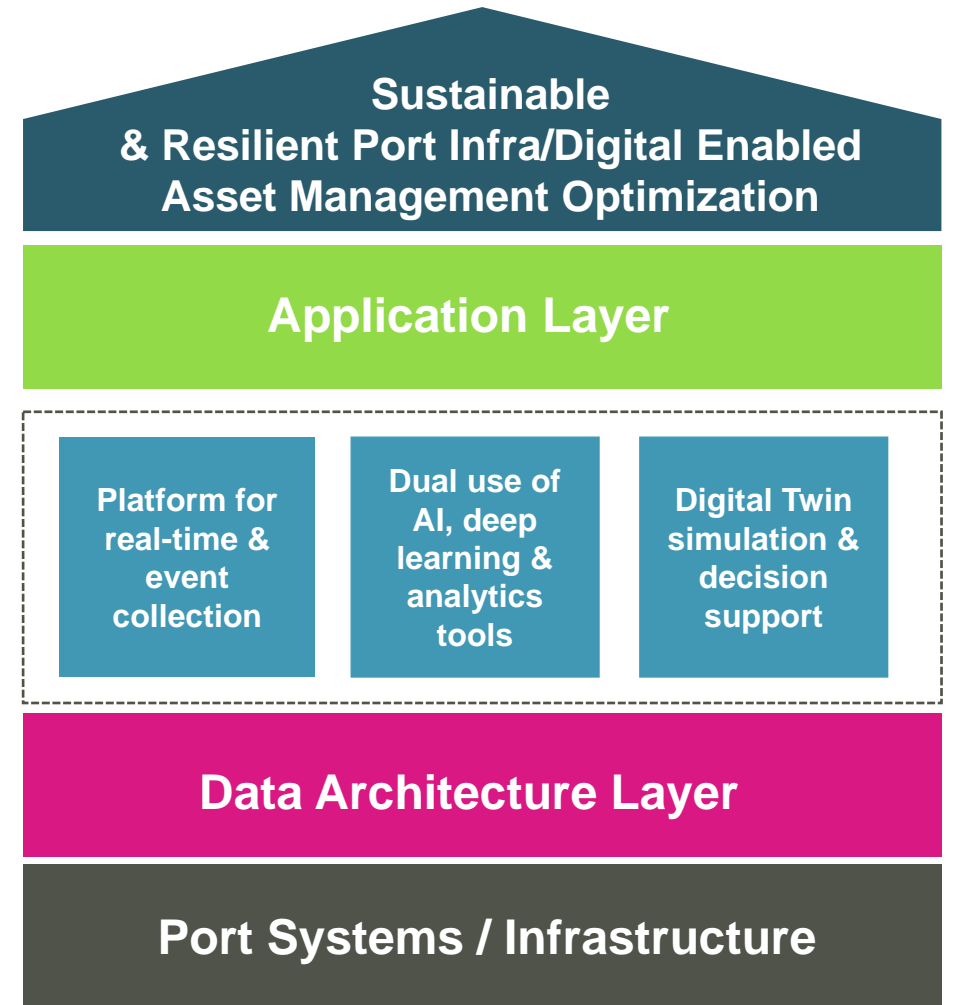 Sustainable
& Resilient Port Infra/Digital Enabled
Asset Management Optimization
Application Layer
Platform for
real-time &
event
collection
Dual use of
AI, deep
learning &
analytics
tools
Digital Twin
simulation &
decision
support
Data Architecture Layer
Port Systems / Infrastructure